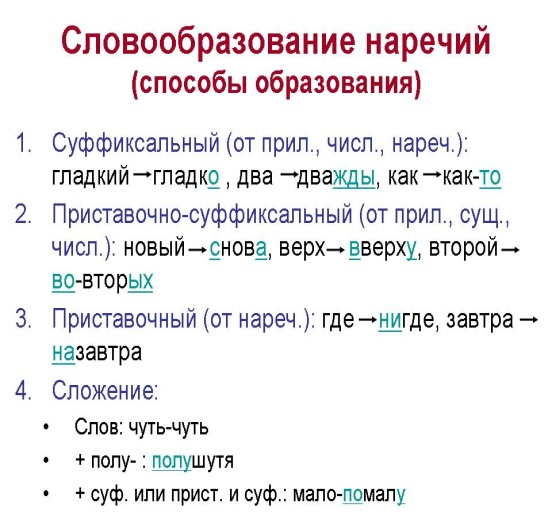 Словообразование наречий
(способы образования)
1. Суффиксальный (от прил., числ., нареч.):
гладкий→гладко , два →дважды, как →как-то
2. Приставочно-суффиксальный (от прил., сущ.,
числ.): новый→снова, верх→вверху, второй→
во-вторых
3. Приставочный (от нареч.): где→нигде, завтра→
назавтра
4. Сложение:
• Слов: чуть-чуть
• + полу- : полушутя
• + суф. или прист. и суф.: мало-помалу